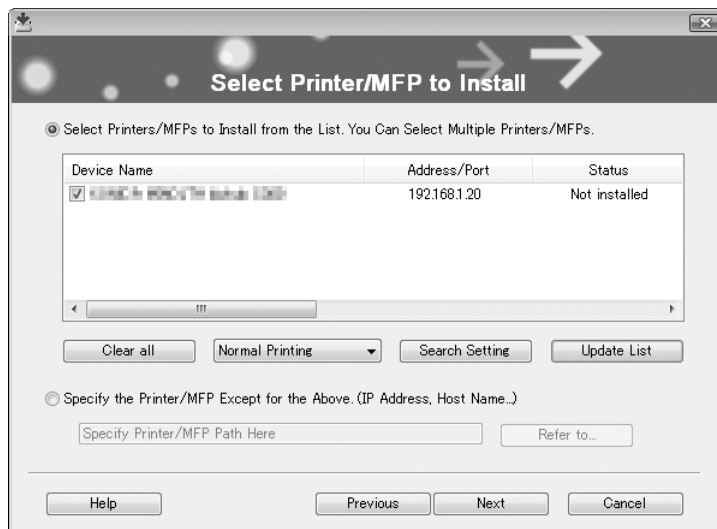 Select Printer/MFP to Install
Select Printers/MFPs to Install from the List. You Can Select Multiple Printers/MFPs.
Device Name Address/Port Status
192.168.1.20 Not installed
Clear all Normal Printing Search Setting Update List
Specify the Printer/MFP Except for the Above. (IP Address, Host Name...)
Specify Printer/MFP Path Here Refer to...
Help Previous Next Cancel